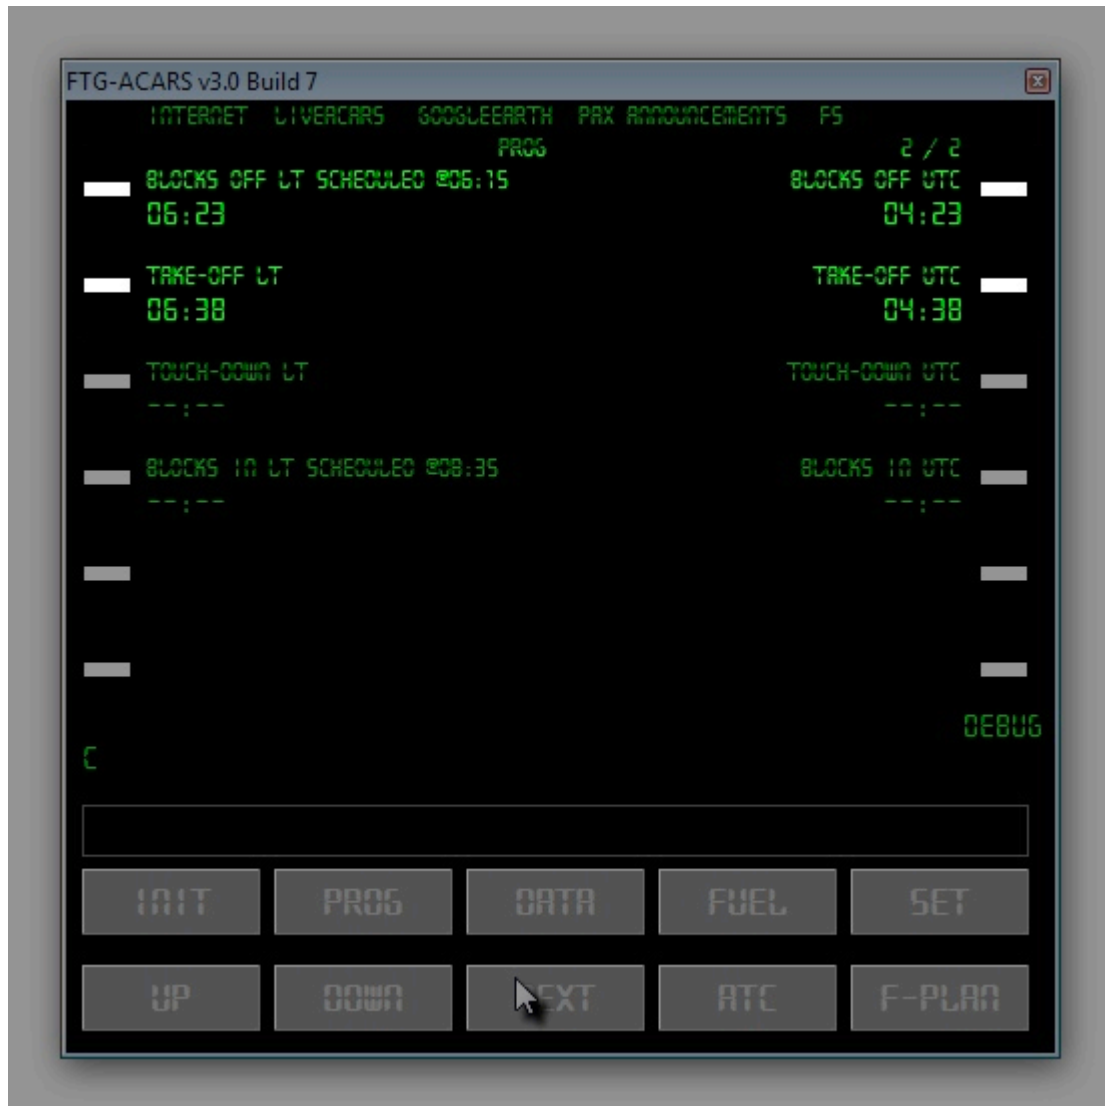 FTG-ACARS v3.0 Build 7
INTERNET LIVEACARS GOOGLEEARTH PAX ANNOUNCEMENTS FS
PROG 2 / 2
BLOCKS OFF LT SCHEDULED @06:15 BLOCKS OFF UTC
06:23 04:23
TAKE-OFF LT TAKE-OFF UTC
06:38 04:38
TOUCH-DOWN LT TOUCH-DOWN UTC
--:-- --:--
BLOCKS IN LT SCHEDULED @08:35 BLOCKS IN UTC
--:-- --:--
DEBUG
[
INIT PROG DATA FUEL SET
UP DOWN NEXT ATC F-PLAN